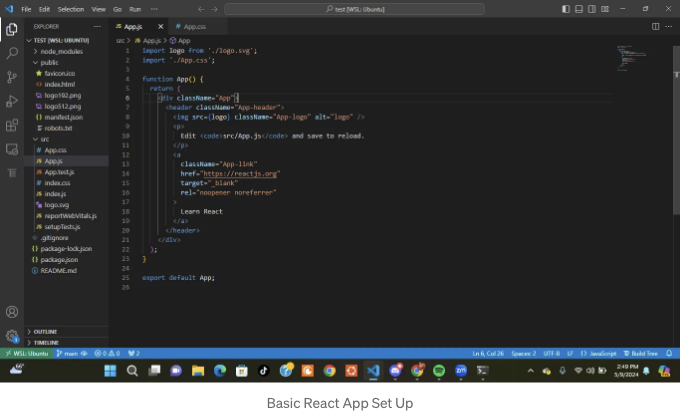 File Edit Selection View Go Run ···
test [WSL: Ubuntu]
EXPLORER
App.js
App.css
TEST [WSL: UBUNTU]
node_modules
public
favicon.ico
index.html
logo192.png
logo512.png
manifest.json
robots.txt
src
App.css
App.js
App.test.js
index.css
index.js
logo.svg
reportWebVitals.js
setupTests.js
.gitignore
package-lock.json
package.json
README.md
OUTLINE
TIMELINE
src > App.js > App
1 import logo from './logo.svg';
2 import './App.css';
3
4 function App() {
5 return (
6 <div className="App">
7 <header className="App-header">
8 <img src={logo} className="App-logo" alt="logo" />
9 <p>
10 Edit <code>src/App.js</code> and save to reload.
11 </p>
12 <a
13 className="App-link"
14 href="https://reactjs.org"
15 target="_blank"
16 rel="noopener noreferrer"
17 >
18 Learn React
19 </a>
20 </header>
21 </div>
22 );
23 }
24
25 export default App;
26
WSL: Ubuntu main 0 0 2
Ln 6, Col 26 Spaces: 2 UTF-8 LF {} JavaScript Tree
66°
2:49 PM
3/9/2024
Basic React App Set Up